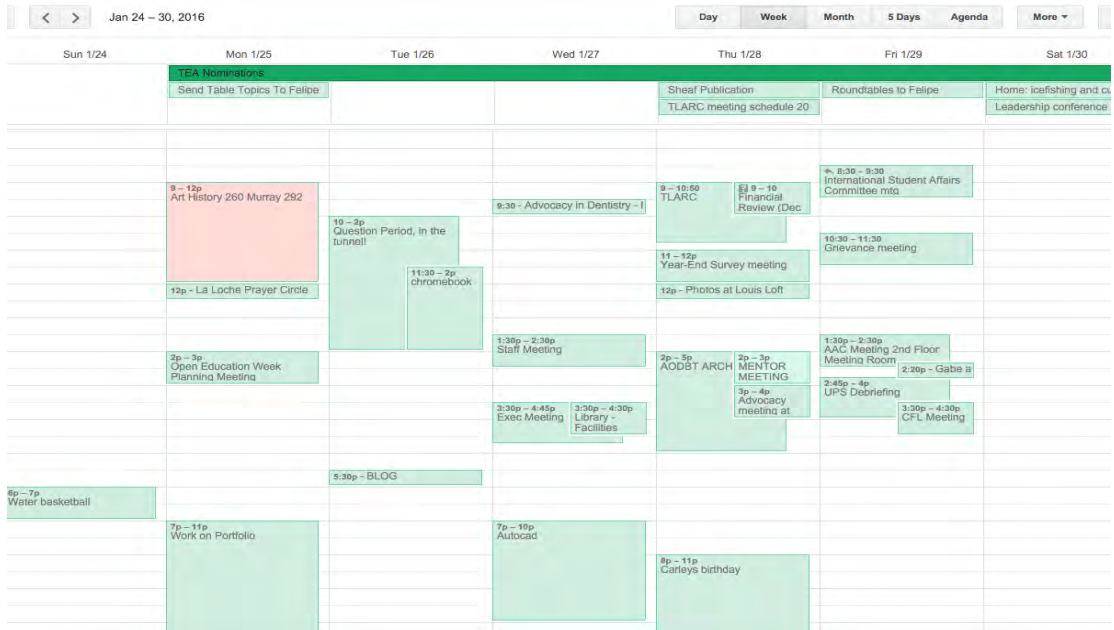 Jan 24 – 30, 2016
Day Week Month 5 Days Agenda More
Sun 1/24 Mon 1/25 Tue 1/26 Wed 1/27 Thu 1/28 Fri 1/29 Sat 1/30
TEA Nominations
Send Table Topics To Felipe
Sheaf Publication
Roundtables to Felipe
Home: icefishing and cu
TLARC meeting schedule 20
Leadership conference
6p – 7p
Water basketball
9 – 12p
Art History 260 Murray 292
12p - La Loche Prayer Circle
2p – 3p
Open Education Week
Planning Meeting
7p – 11p
Work on Portfolio
10 – 2p
Question Period, in the
tunnel!
11:30 – 2p
chromebook
5:30p - BLOG
9:30 - Advocacy in Dentistry - I
1:30p – 2:30p
Staff Meeting
3:30p – 4:45p
Exec Meeting
3:30p – 4:30p
Library -
Facilities
7p – 10p
Autocad
9 – 10:50
TLARC
9 – 10
Financial
Review (Dec
11 – 12p
Year-End Survey meeting
12p - Photos at Louis Loft
2p – 5p
AODBT ARCH
2p – 3p
MENTOR
MEETING
3p – 4p
Advocacy
meeting at
8p – 11p
Carleys birthday
8:30 – 9:30
International Student Affairs
Committee mtg
10:30 – 11:30
Grievance meeting
1:30p – 2:30p
AAC Meeting 2nd Floor
Meeting Room
2:20p - Gabe a
2:45p – 4p
UPS Debriefing
3:30p – 4:30p
CFL Meeting